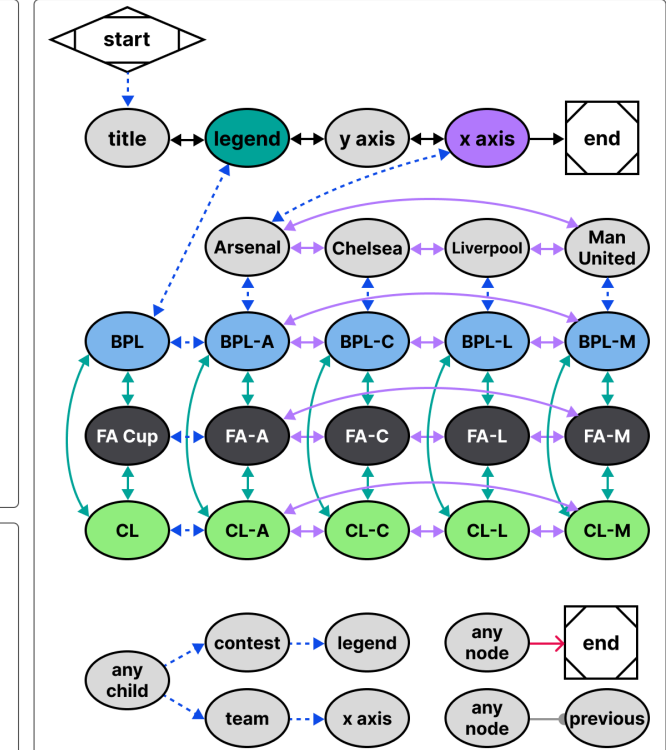 start
title
legend
y axis
x axis
end
Arsenal
Chelsea
Liverpool
Man
United
BPL
BPL-A
BPL-C
BPL-L
BPL-M
FA Cup
FA-A
FA-C
FA-L
FA-M
CL
CL-A
CL-C
CL-L
CL-M
any
child
contest
legend
team
x axis
any
node
end
any
node
previous